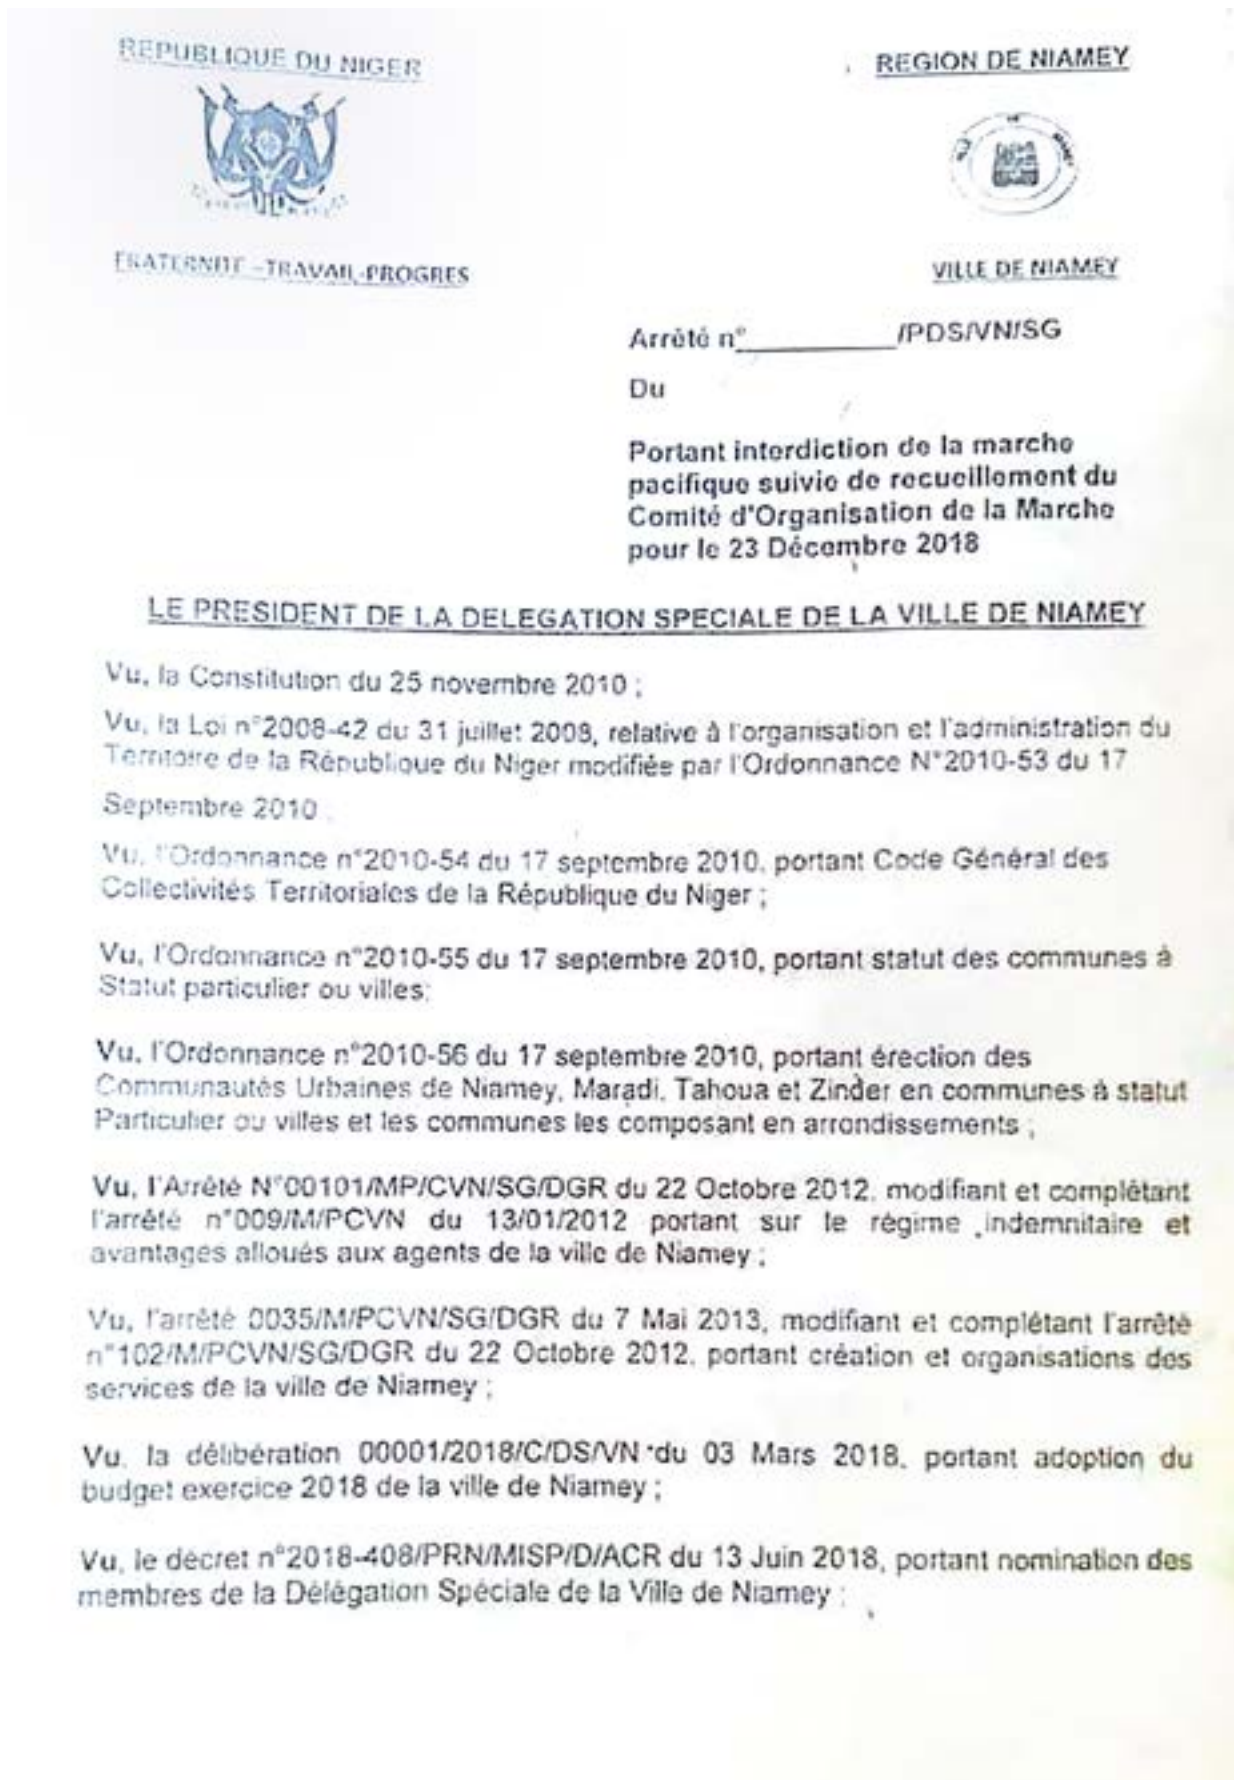 REPUBLIQUE DU NIGER
REGION DE NIAMEY
FRATERNITE -TRAVAIL-PROGRES
VILLE DE NIAMEY
Arrêté n°__________/PDS/VN/SG
Du
Portant interdiction de la marche
pacifique suivie de recueillement du
Comité d'Organisation de la Marche
pour le 23 Décembre 2018
LE PRESIDENT DE LA DELEGATION SPECIALE DE LA VILLE DE NIAMEY
Vu, la Constitution du 25 novembre 2010 ;
Vu, la Loi n°2008-42 du 31 juillet 2008, relative à l'organisation et l'administration du
Territoire de la République du Niger modifiée par l'Ordonnance N°2010-53 du 17
Septembre 2010
Vu, l'Ordonnance n°2010-54 du 17 septembre 2010, portant Code Général des
Collectivités Territoriales de la République du Niger ;
Vu, l'Ordonnance n°2010-55 du 17 septembre 2010, portant statut des communes à
Statut particulier ou villes;
Vu, l'Ordonnance n°2010-56 du 17 septembre 2010, portant érection des
Communautés Urbaines de Niamey, Maradi, Tahoua et Zinder en communes à statut
Particulier ou villes et les communes les composant en arrondissements ;
Vu, l'Arrêté N°00101/MP/CVN/SG/DGR du 22 Octobre 2012, modifiant et complétant
l'arrêté n°009/M/PCVN du 13/01/2012 portant sur le régime indemnitaire et
avantages alloués aux agents de la ville de Niamey ;
Vu, l'arrêté 0035/M/PCVN/SG/DGR du 7 Mai 2013, modifiant et complétant l'arrêté
n°102/M/PCVN/SG/DGR du 22 Octobre 2012, portant création et organisations des
services de la ville de Niamey ;
Vu, la délibération 00001/2018/C/DS/VN du 03 Mars 2018, portant adoption du
budget exercice 2018 de la ville de Niamey ;
Vu, le décret n°2018-408/PRN/MISP/D/ACR du 13 Juin 2018, portant nomination des
membres de la Délégation Spéciale de la Ville de Niamey ;